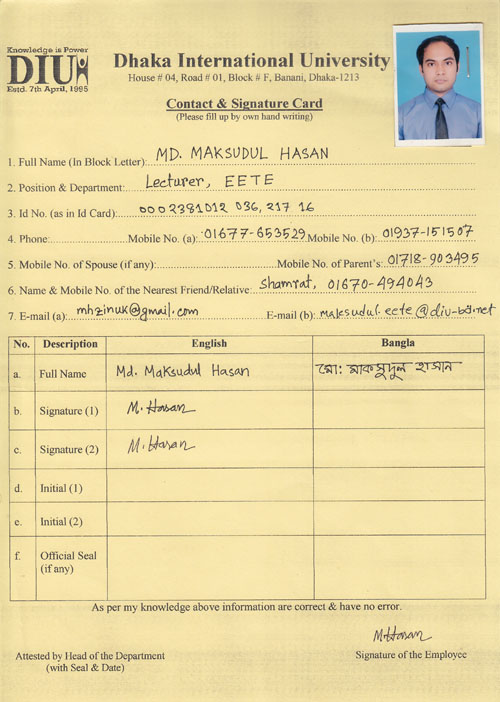 Knowledge is Power
DIU
Estd. 7th April, 1995
Dhaka International University
House # 04, Road # 01, Block # F, Banani, Dhaka-1213
Contact & Signature Card
(Please fill up by own hand writing)
1. Full Name (In Block Letter): MD. MAKSUDUL HASAN
2. Position & Department: Lecturer, EETE
3. Id No. (as in Id Card): 0002381012 036, 217 16
4. Phone: Mobile No. (a): 01677-653529 Mobile No. (b): 01937-151507
5. Mobile No. of Spouse (if any): Mobile No. of Parent's: 01718-903495
6. Name & Mobile No. of the Nearest Friend/Relative: Shamrat, 01670-494043
7. E-mail (a): mhzinuk@gmail.com E-mail (b): maksudul.eete@diu-bd.net
No. Description English Bangla
a. Full Name Md. Maksudul Hasan মো: মাকসুদুল হাসান
b. Signature (1) M.Hasan
c. Signature (2) M.Hasan
d. Initial (1)
e. Initial (2)
f. Official Seal
(if any)
As per my knowledge above information are correct & have no error.
M.Hasan
Attested by Head of the Department Signature of the Employee
(with Seal & Date)